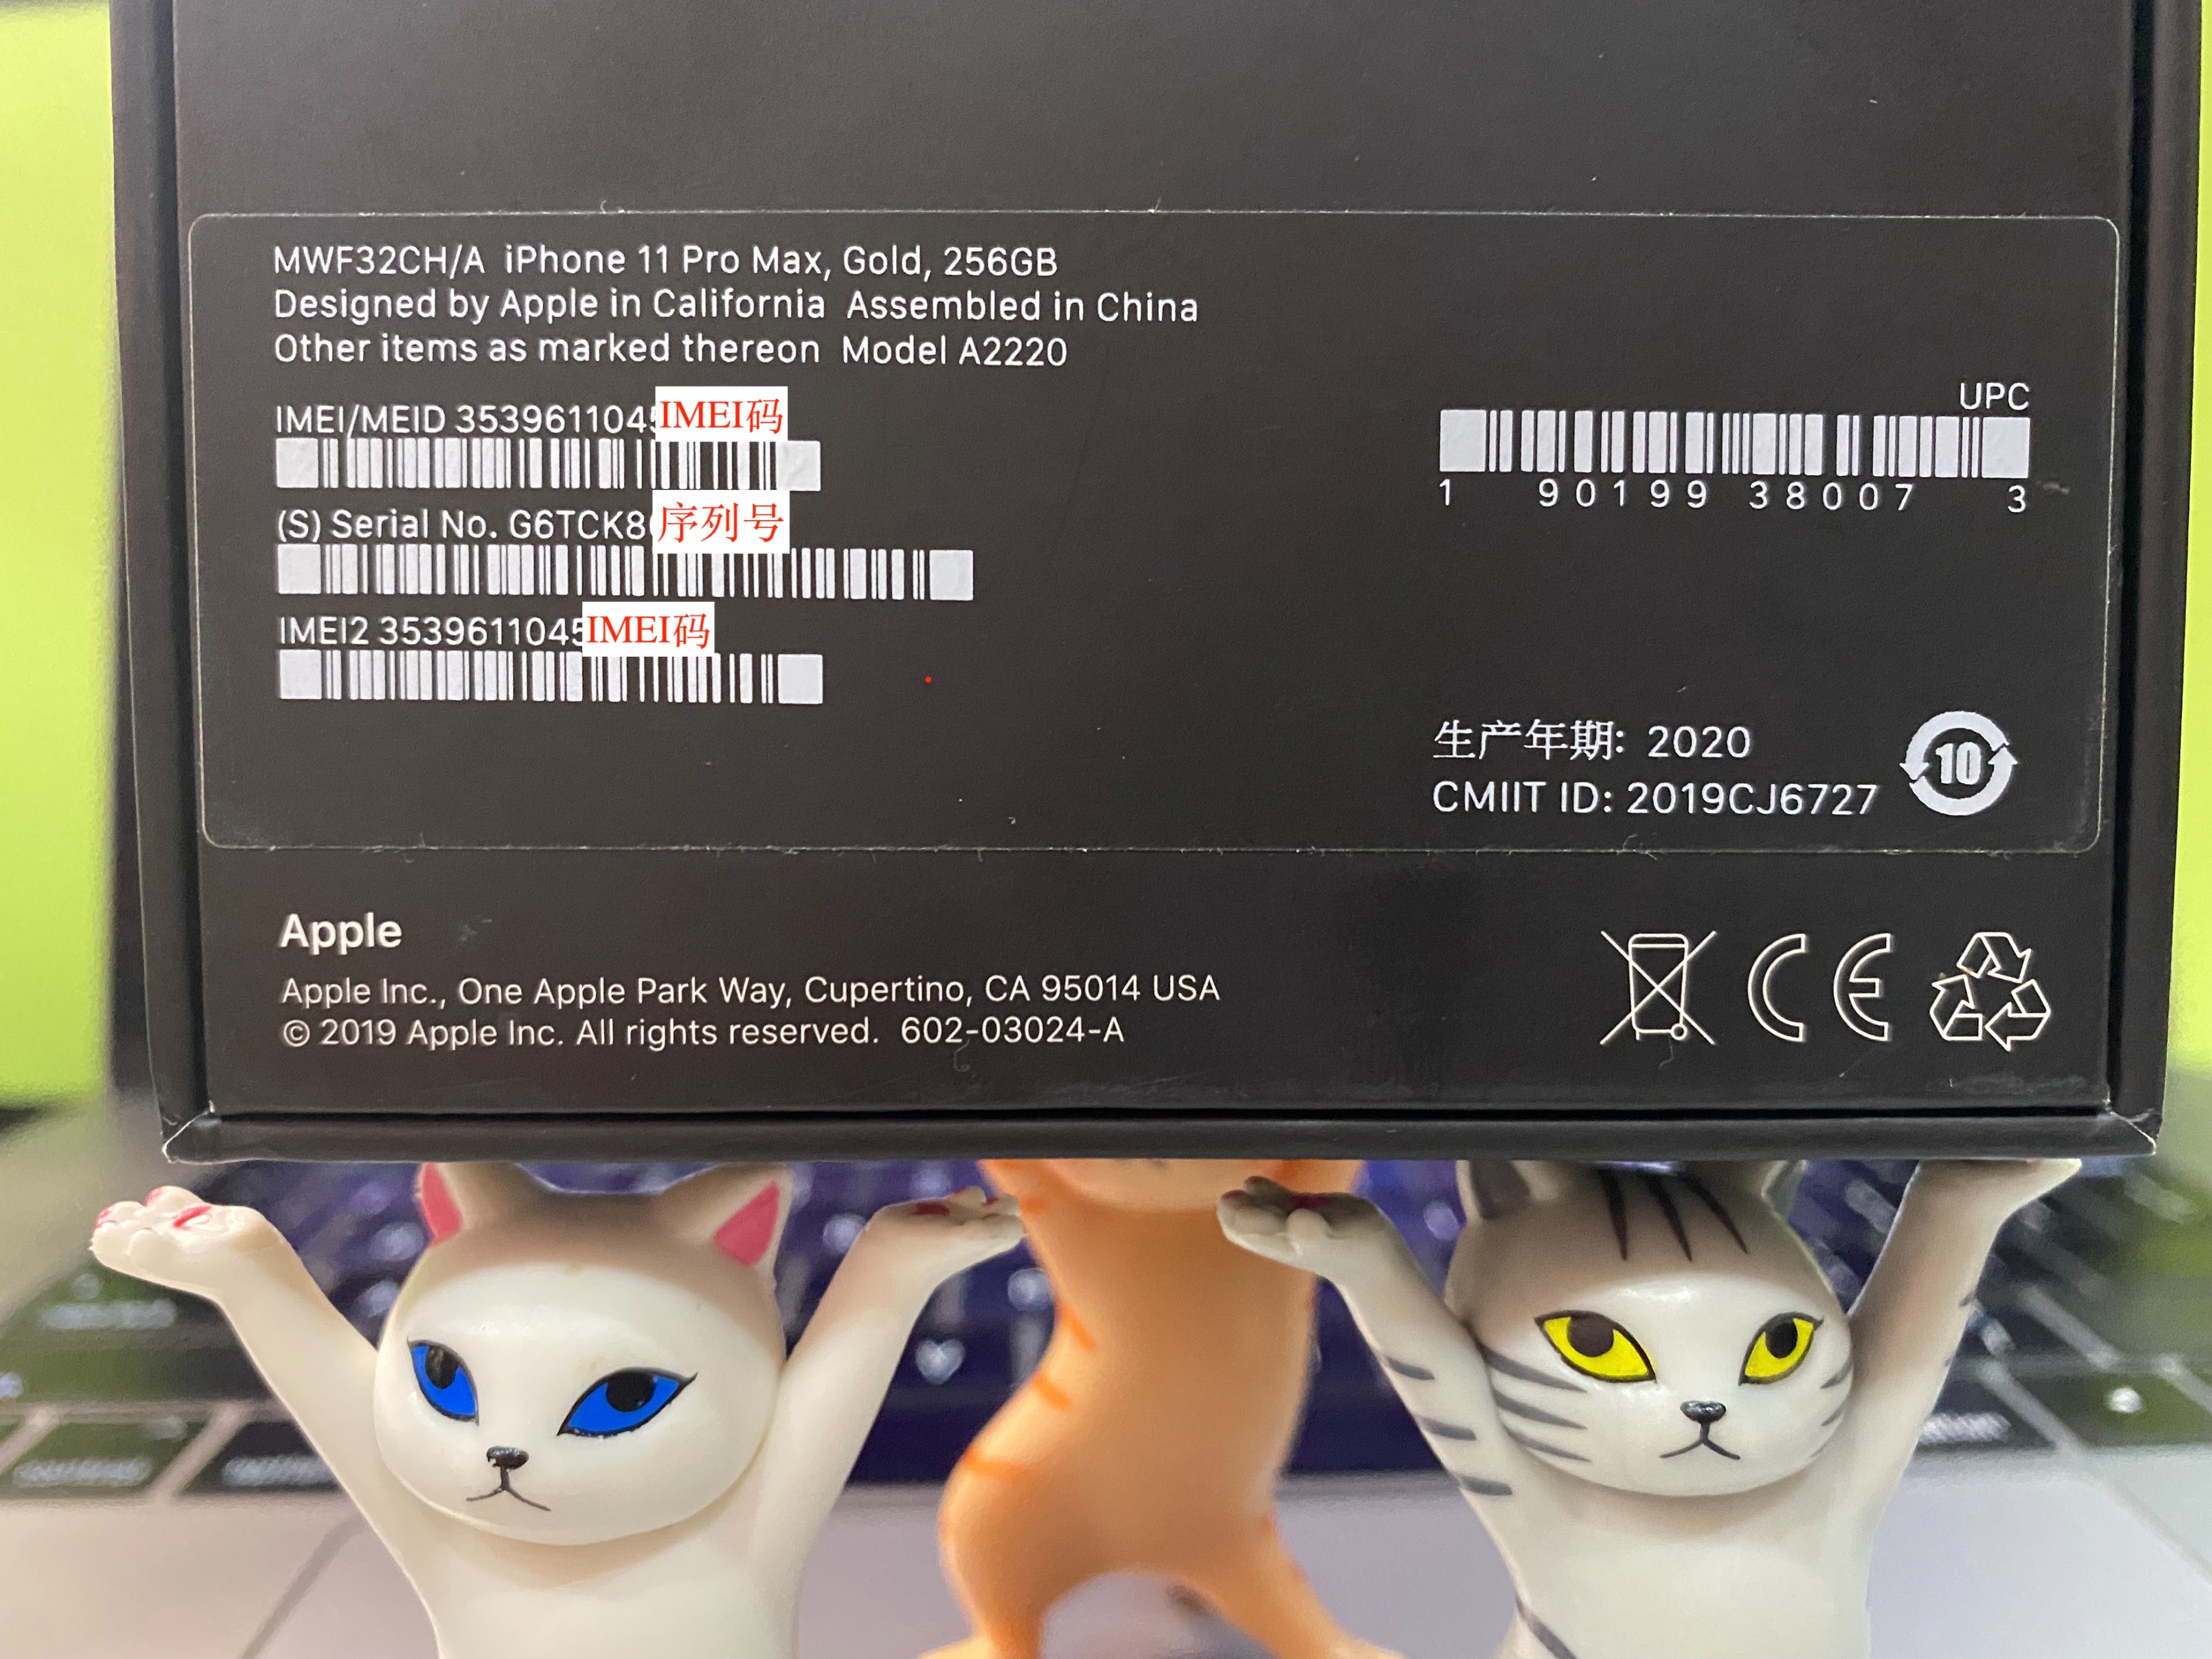 MWF32CH/A iPhone 11 Pro Max, Gold, 256GB
Designed by Apple in California Assembled in China
Other items as marked thereon Model A2220
IMEI/MEID 3539611045 IMEI码
(S) Serial No. G6TCK8 序列号
IMEI2 3539611045 IMEI码
UPC
1 90199 38007 3
生产年期: 2020
CMIIT ID: 2019CJ6727
10
Apple
Apple Inc., One Apple Park Way, Cupertino, CA 95014 USA
© 2019 Apple Inc. All rights reserved. 602-03024-A
CE